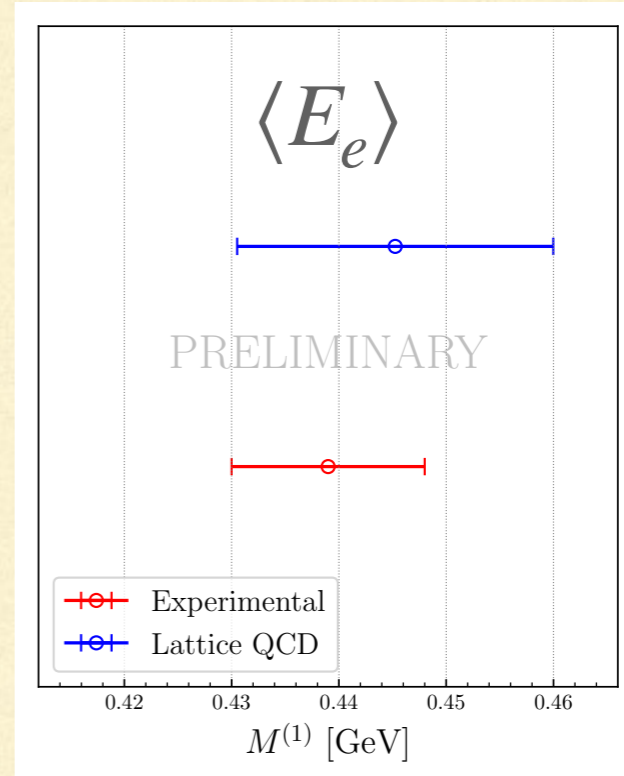 ⟨E_e⟩
PRELIMINARY
Experimental
Lattice QCD
0.42 0.43 0.44 0.45 0.46
M^(1) [GeV]